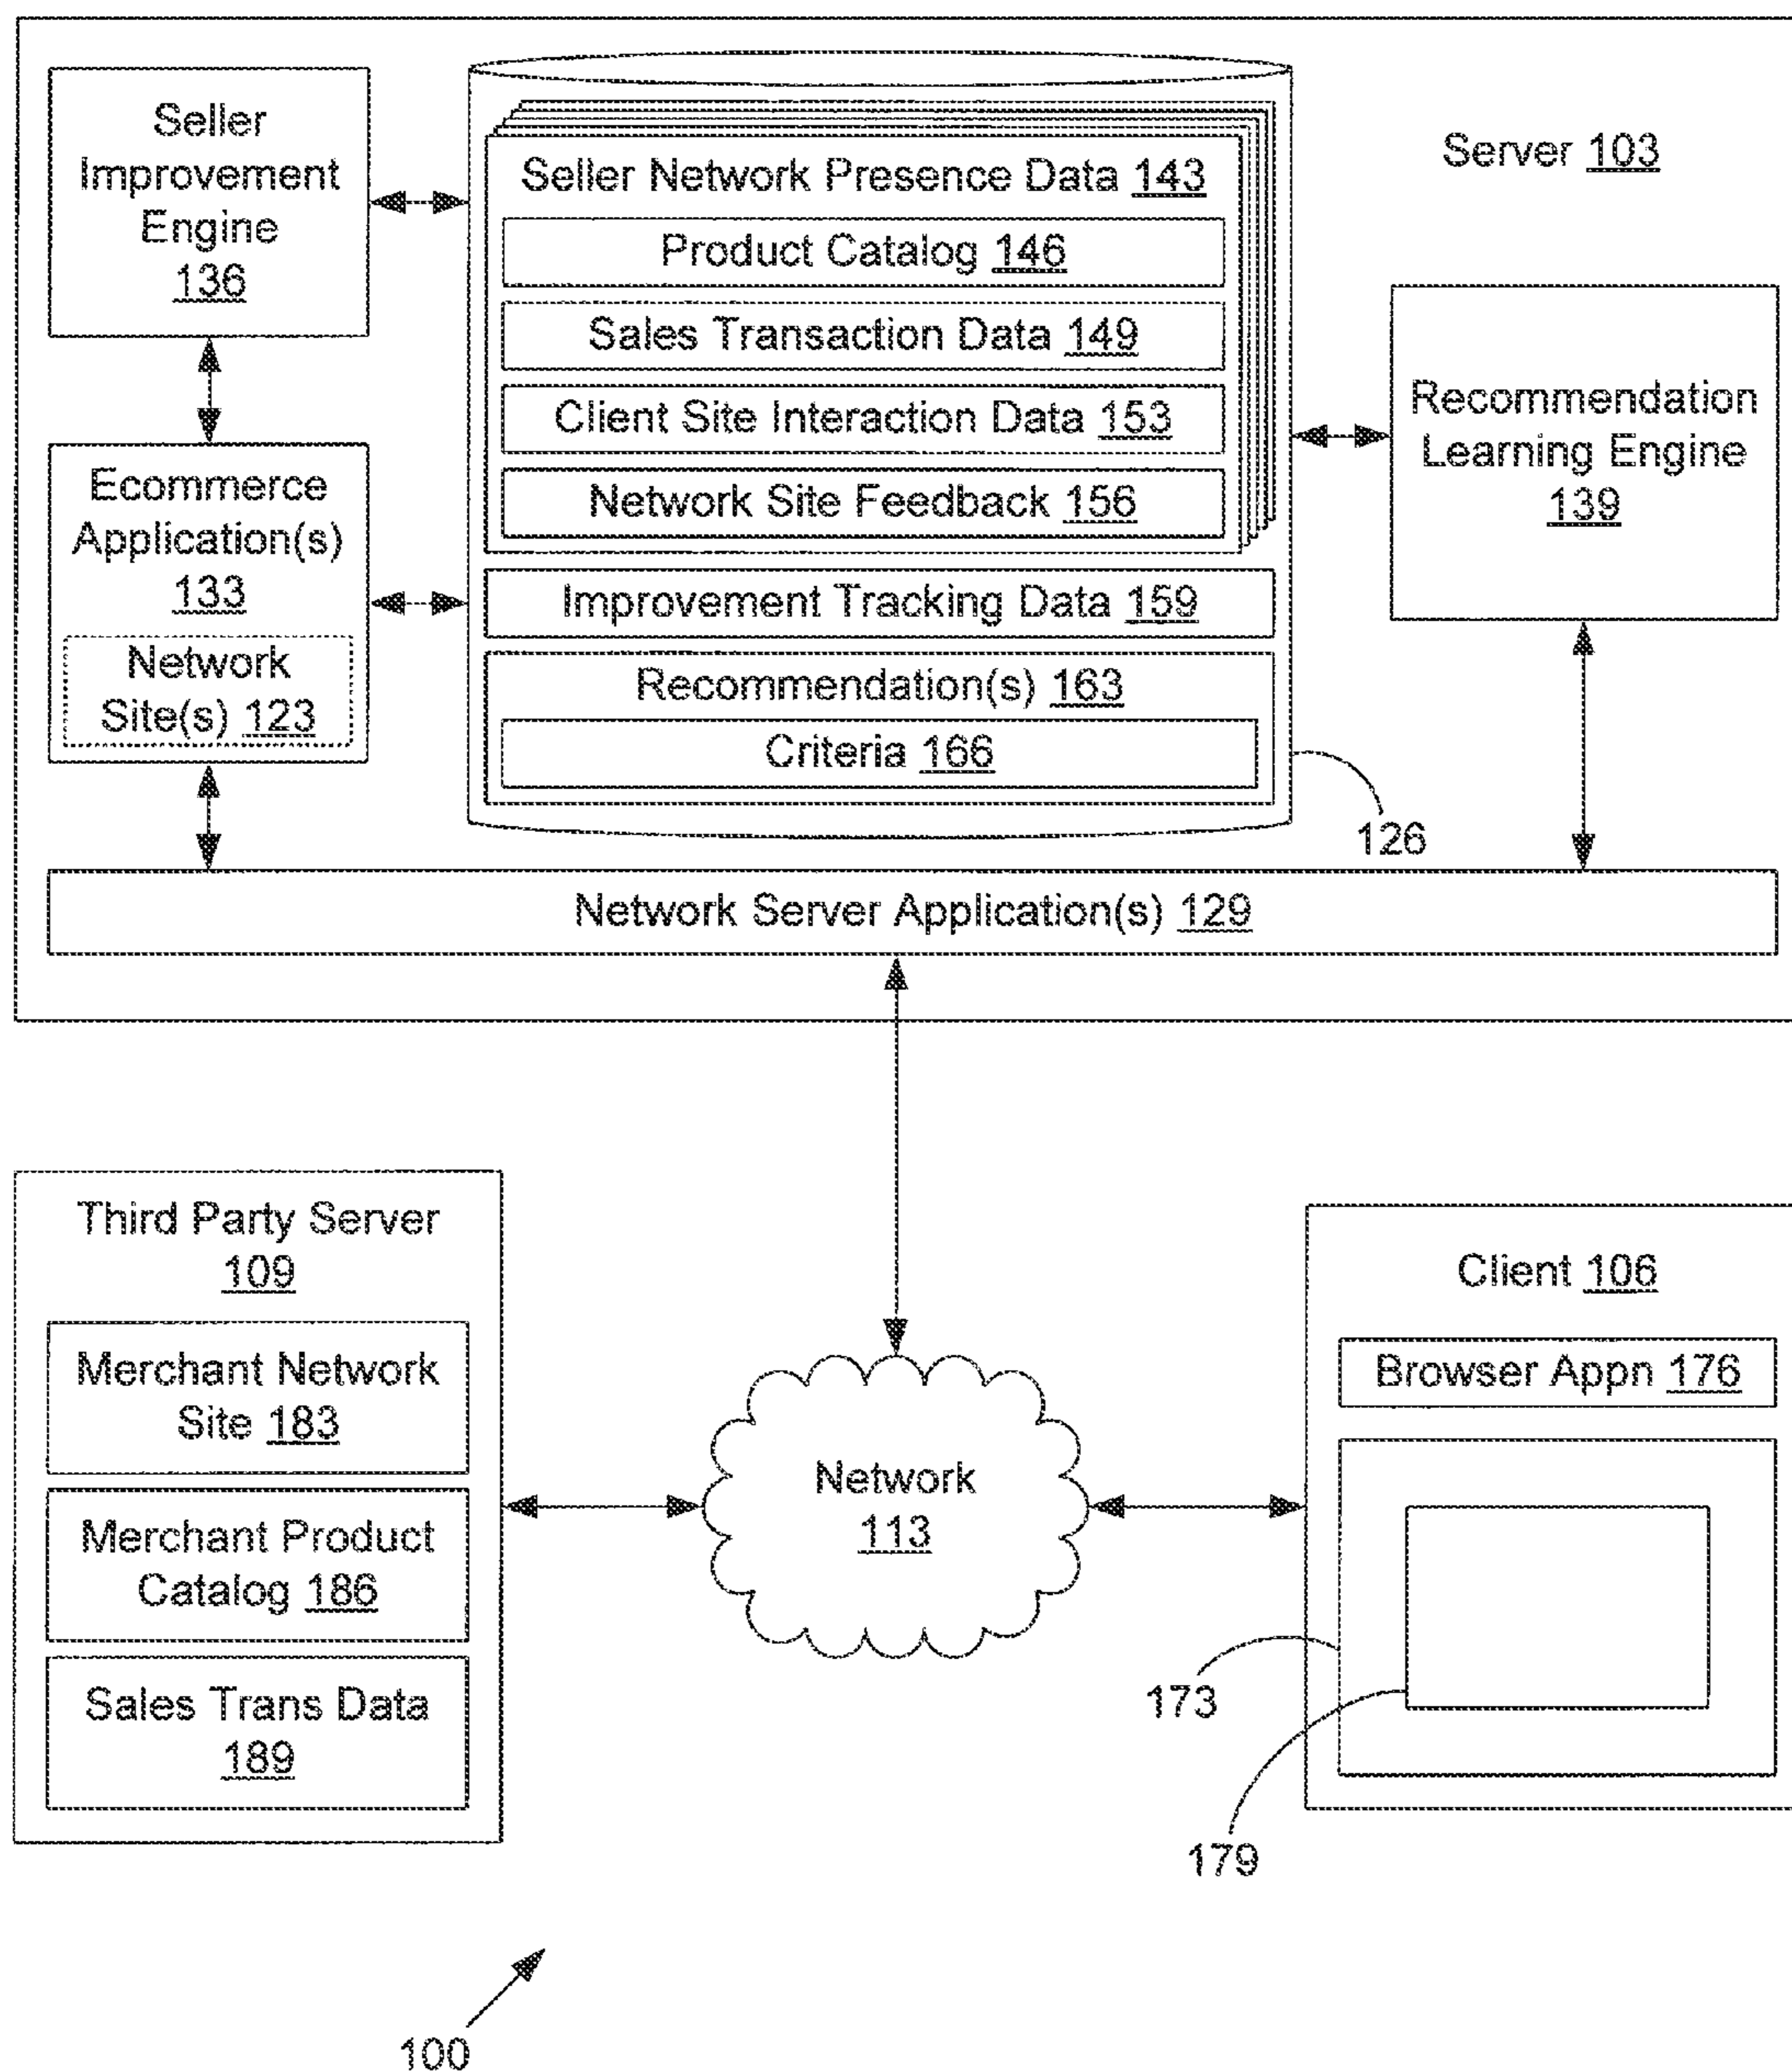 Server 103
Seller
Improvement
Engine
136
Ecommerce
Application(s)
133
Network
Site(s) 123
Seller Network Presence Data 143
Product Catalog 146
Sales Transaction Data 149
Client Site Interaction Data 153
Network Site Feedback 156
Improvement Tracking Data 159
Recommendation(s) 163
Criteria 166
126
Recommendation
Learning Engine
139
Network Server Application(s) 129
Third Party Server
109
Merchant Network
Site 183
Merchant Product
Catalog 186
Sales Trans Data
189
Network
113
Client 106
Browser Appn 176
173
179
100